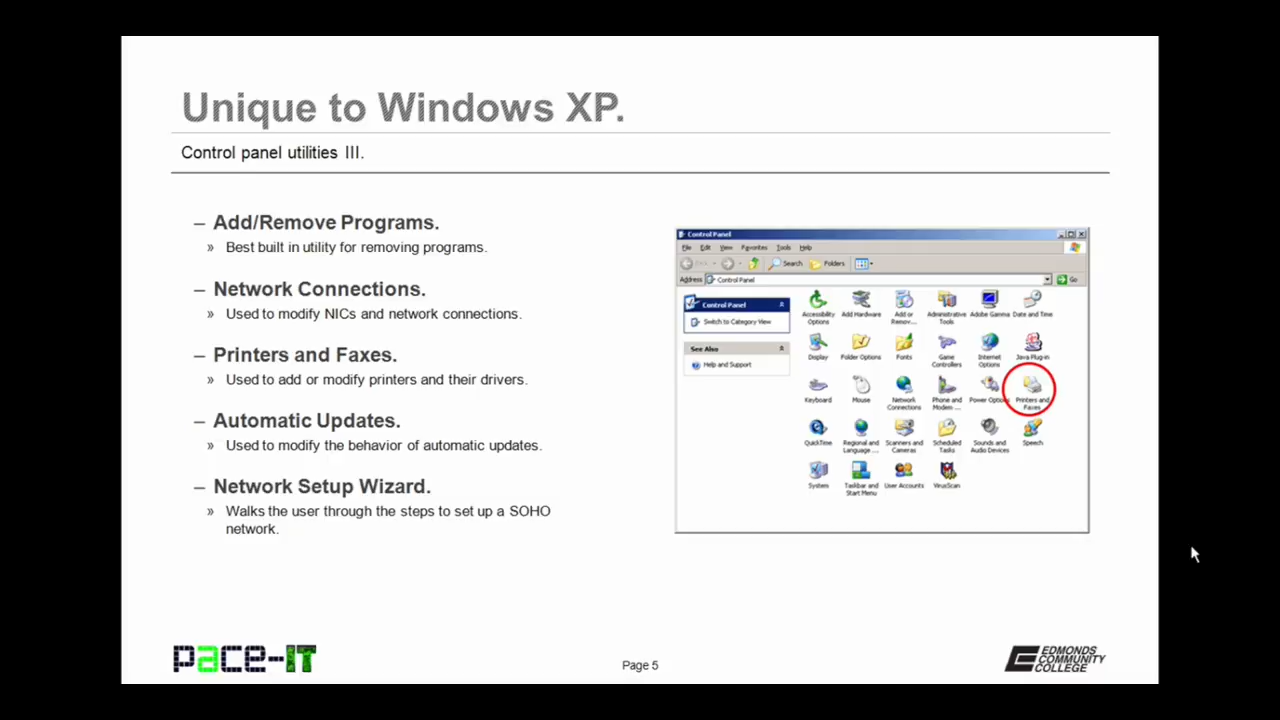 Unique to Windows XP.
Control panel utilities III.
– Add/Remove Programs.
» Best built in utility for removing programs.
– Network Connections.
» Used to modify NICs and network connections.
– Printers and Faxes.
» Used to add or modify printers and their drivers.
– Automatic Updates.
» Used to modify the behavior of automatic updates.
– Network Setup Wizard.
» Walks the user through the steps to set up a SOHO
network.
Control Panel
File Edit View Favorites Tools Help
Back Search Folders
Address Control Panel Go
Control Panel
Switch to Category View
See Also
Help and Support
Accessibility Options
Add Hardware
Add or Remov...
Administrative Tools
Adobe Gamma
Date and Time
Display
Folder Options
Fonts
Game Controllers
Internet Options
Java Plug-in
Keyboard
Mouse
Network Connections
Phone and Modem ...
Power Options
Printers and Faxes
QuickTime
Regional and Language ...
Scanners and Cameras
Scheduled Tasks
Sounds and Audio Devices
Speech
System
Taskbar and Start Menu
User Accounts
VirusScan
pace-IT
Page 5
EDMONDS
COMMUNITY
COLLEGE